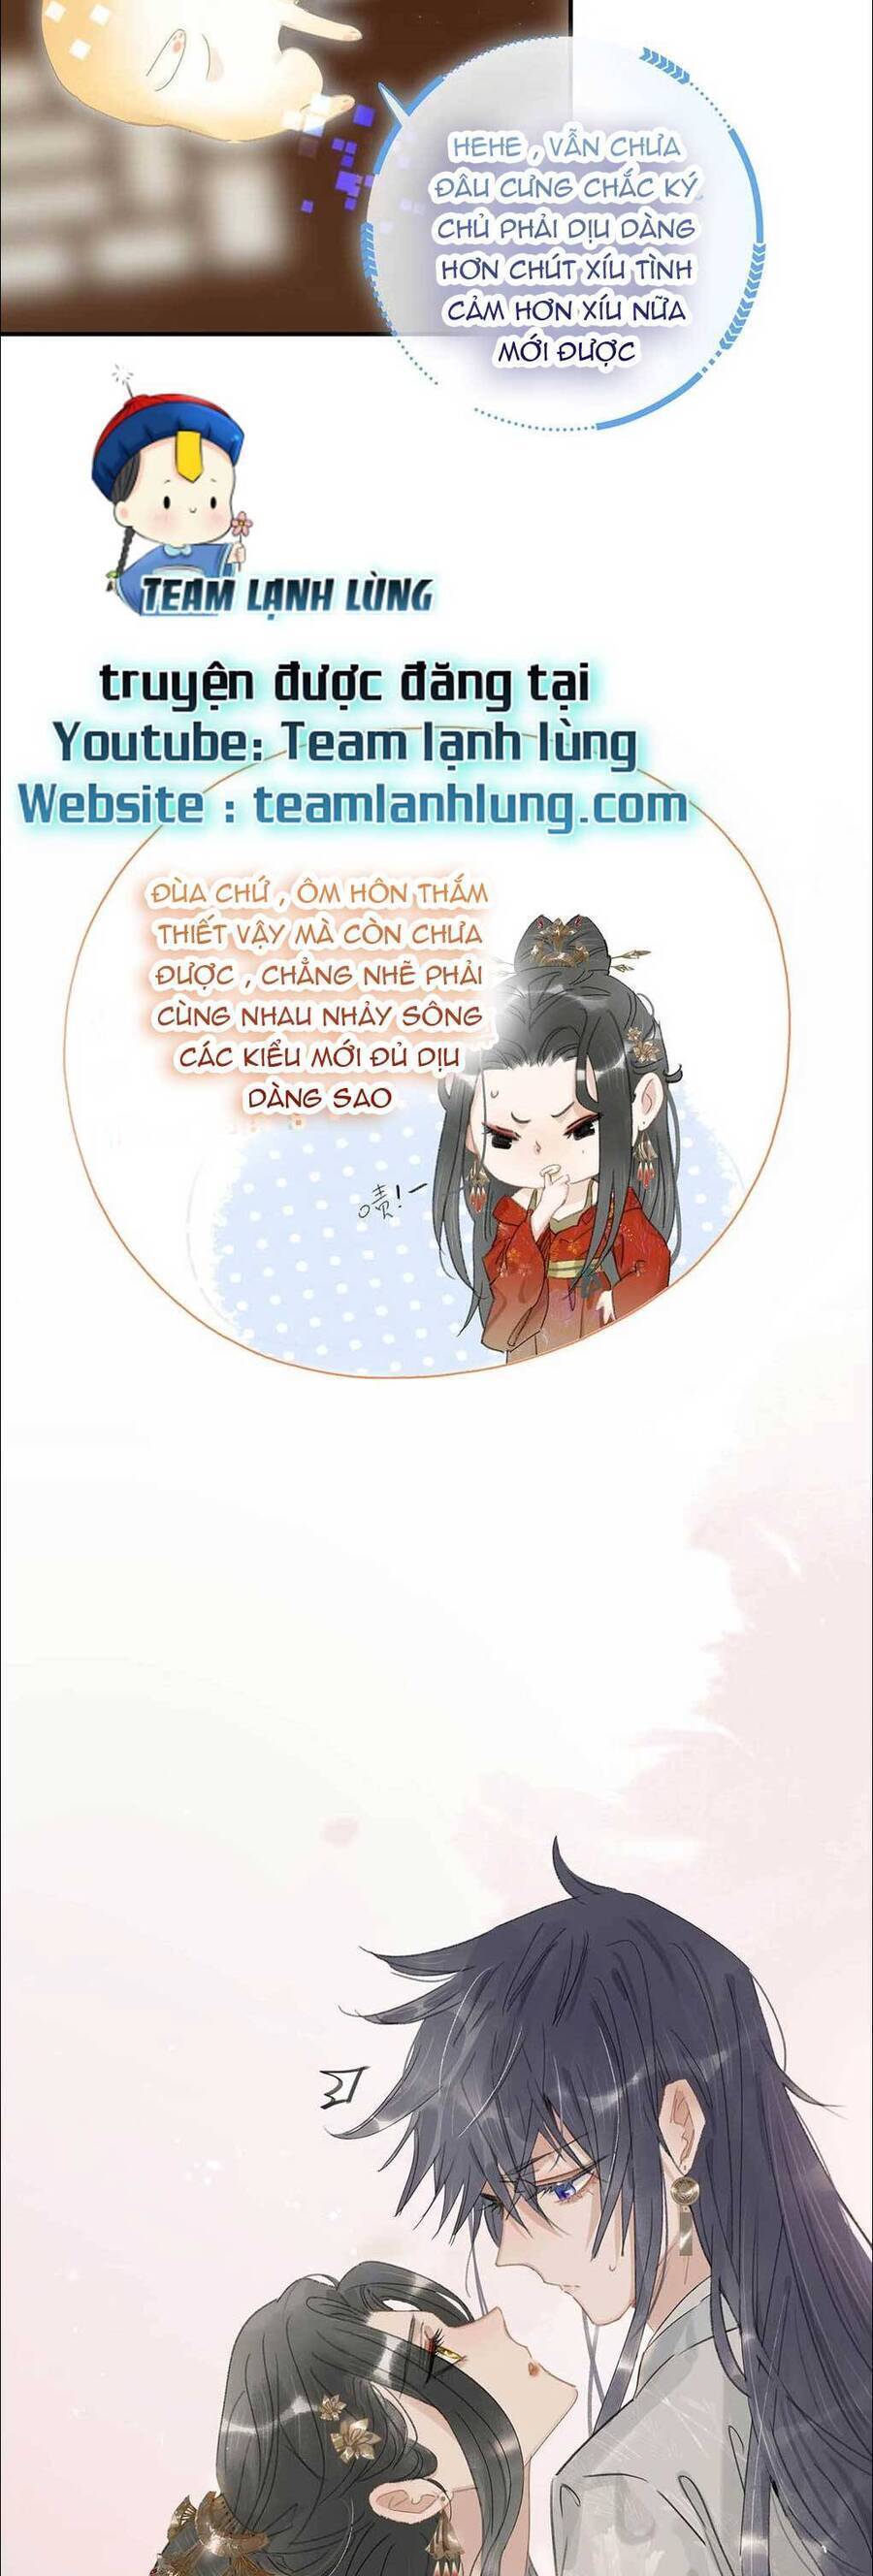 HEHE , VẪN CHƯA
ĐÂU CƯNG CHẮC KÝ
CHỦ PHẢI DỊU DÀNG
HƠN CHÚT XÍU TÌNH
CẢM HƠN XÍU NỮA
MỚI ĐƯỢC
TEAM LẠNH LÙNG
truyện được đăng tại
Youtube: Team lạnh lùng
Website : teamlanhlung.com
ĐÙA CHỨ , ÔM HÔN THẮM
THIẾT VẬY MÀ CÒN CHƯA
ĐƯỢC , CHẲNG NHẼ PHẢI
CÙNG NHAU NHẢY SÔNG
CÁC KIỂU MỚI ĐỦ DỊU
DÀNG SAO
啧!一